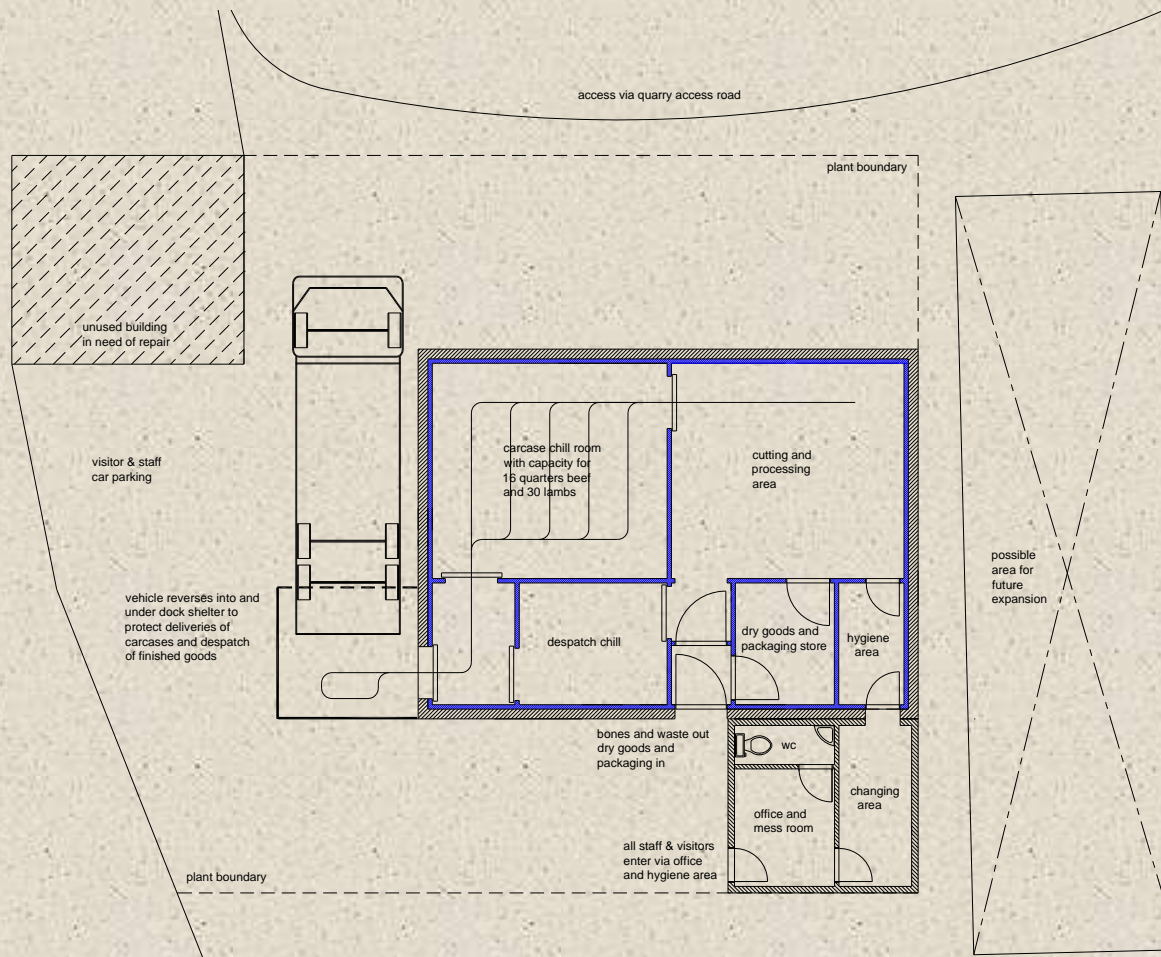 access via quarry access road
plant boundary
unused building
in need of repair
visitor & staff
car parking
carcase chill room
with capacity for
16 quarters beef
and 30 lambs
cutting and
processing
area
possible
area for
future
expansion
vehicle reverses into and
under dock shelter to
protect deliveries of
carcases and despatch
of finished goods
despatch chill
dry goods and
packaging store
hygiene
area
bones and waste out
dry goods and
packaging in
wc
changing
area
office and
mess room
all staff & visitors
enter via office
and hygiene area
plant boundary